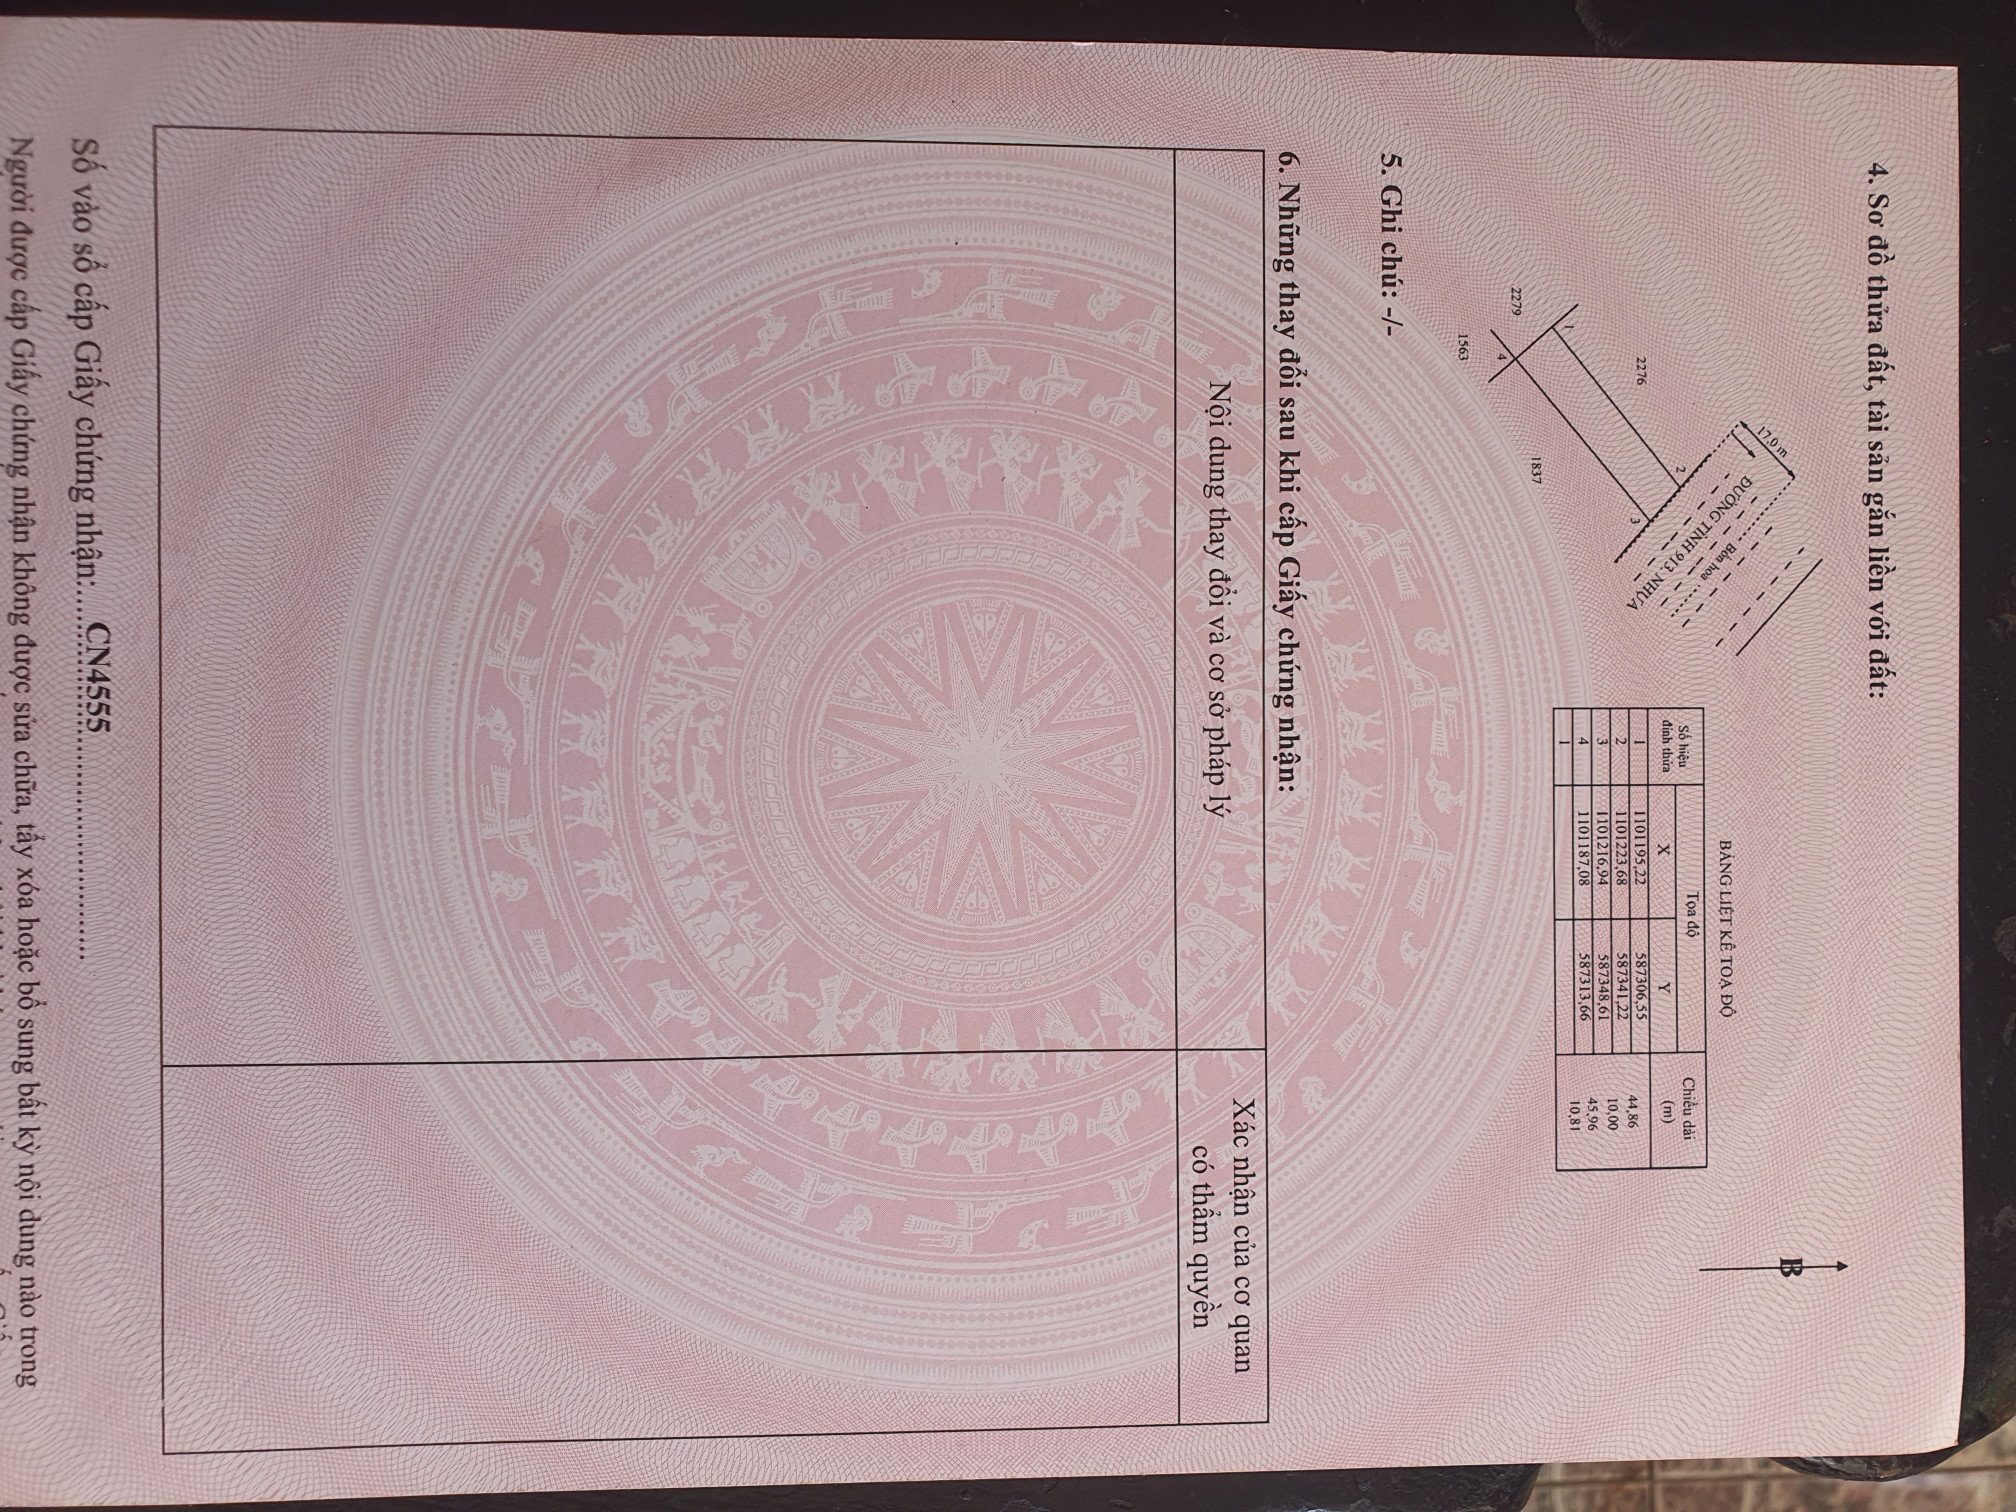 4. Sơ đồ thửa đất, tài sản gắn liền với đất:
B
17,0 m
ĐƯỜNG TỈNH 913. NHỰA
Bồn hoa
2276
1
2
3
4
2279
1563
1837
BẢNG LIỆT KÊ TOẠ ĐỘ
Số hiệu đỉnh thửa Tọa độ Chiều dài (m)
X Y
1 1101195,22 587306,55
44,86
2 1101223,68 587341,22
10,00
3 1101216,94 587348,61
45,96
4 1101187,08 587313,66
10,81
1
5. Ghi chú: -/-
6. Những thay đổi sau khi cấp Giấy chứng nhận:
Nội dung thay đổi và cơ sở pháp lý
Xác nhận của cơ quan
có thẩm quyền
Số vào sổ cấp Giấy chứng nhận: CN4555
Người được cấp Giấy chứng nhận không được sửa chữa, tẩy xóa hoặc bổ sung bất kỳ nội dung nào trong